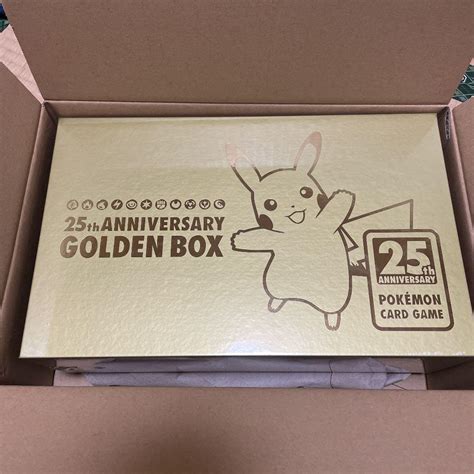 25th ANNIVERSARY
GOLDEN BOX
25th
ANNIVERSARY
POKÉMON
CARD GAME